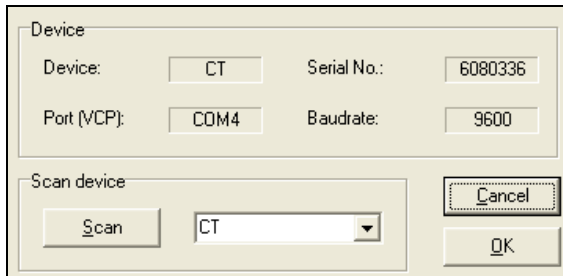 Device
Device: CT Serial No.: 6080336
Port (VCP): COM4 Baudrate: 9600
Scan device
Scan CT
Cancel
OK